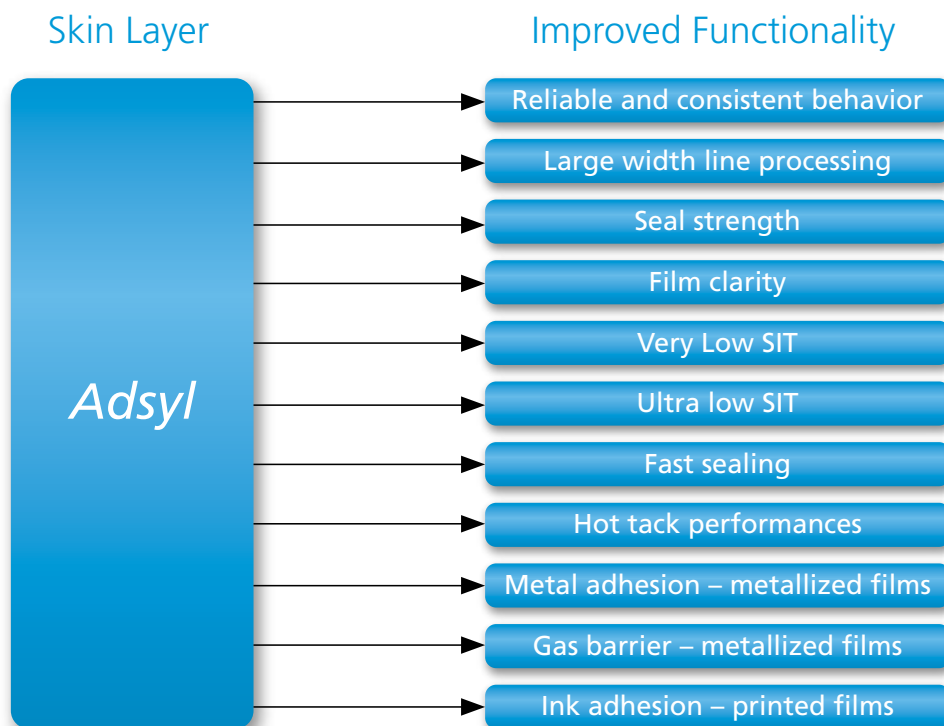 Skin Layer
Improved Functionality
Adsyl
Reliable and consistent behavior
Large width line processing
Seal strength
Film clarity
Very Low SIT
Ultra low SIT
Fast sealing
Hot tack performances
Metal adhesion – metallized films
Gas barrier – metallized films
Ink adhesion – printed films